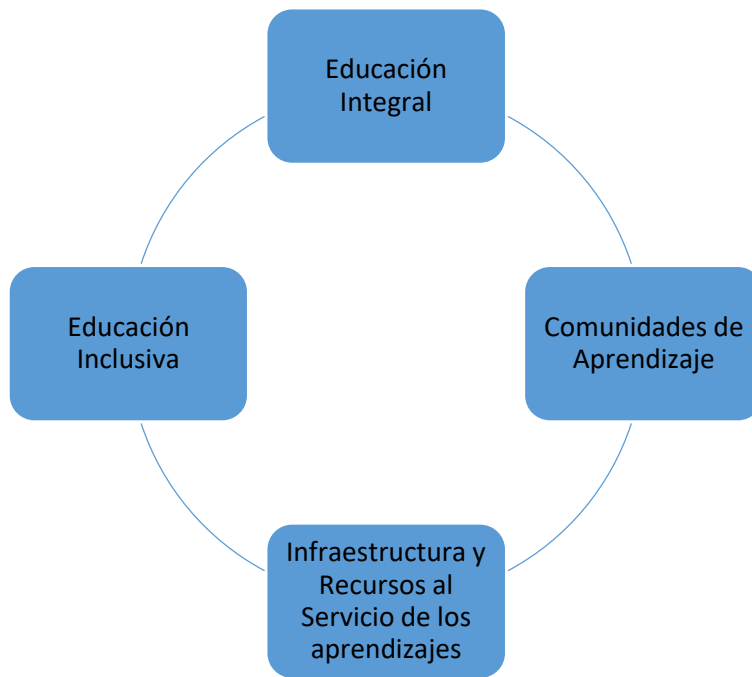 Educación
Integral
Educación
Inclusiva
Comunidades de
Aprendizaje
Infraestructura y
Recursos al
Servicio de los
aprendizajes